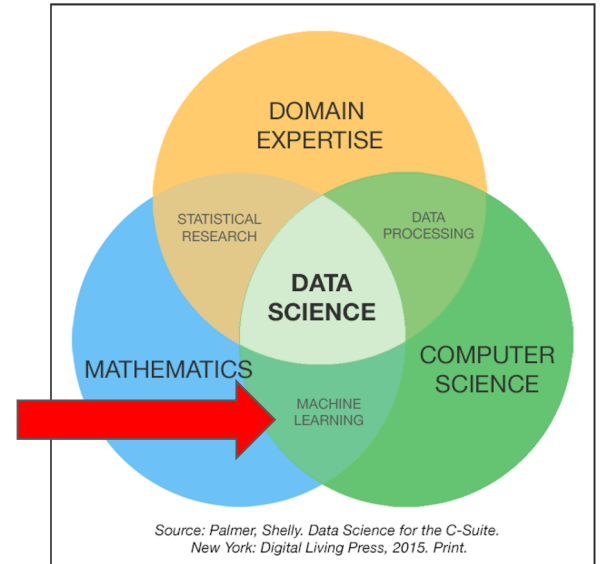 DOMAIN
EXPERTISE
STATISTICAL
RESEARCH
DATA
PROCESSING
DATA
SCIENCE
MATHEMATICS
COMPUTER
SCIENCE
MACHINE
LEARNING
Source: Palmer, Shelly. Data Science for the C-Suite.
New York: Digital Living Press, 2015. Print.